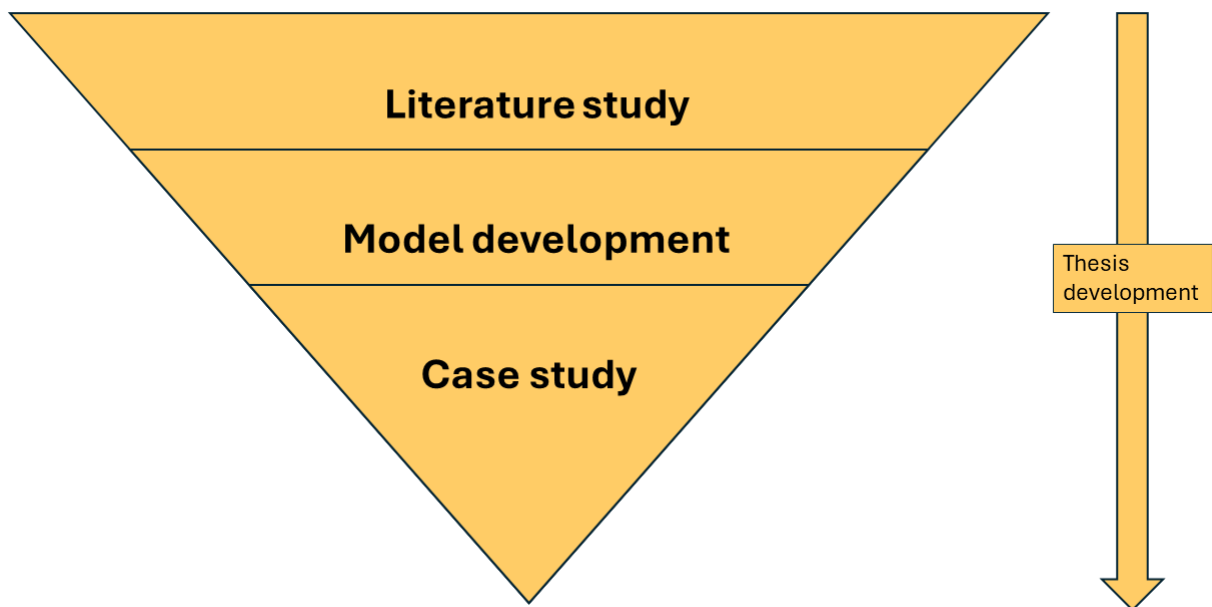 Literature study
Model development
Thesis
development
Case study